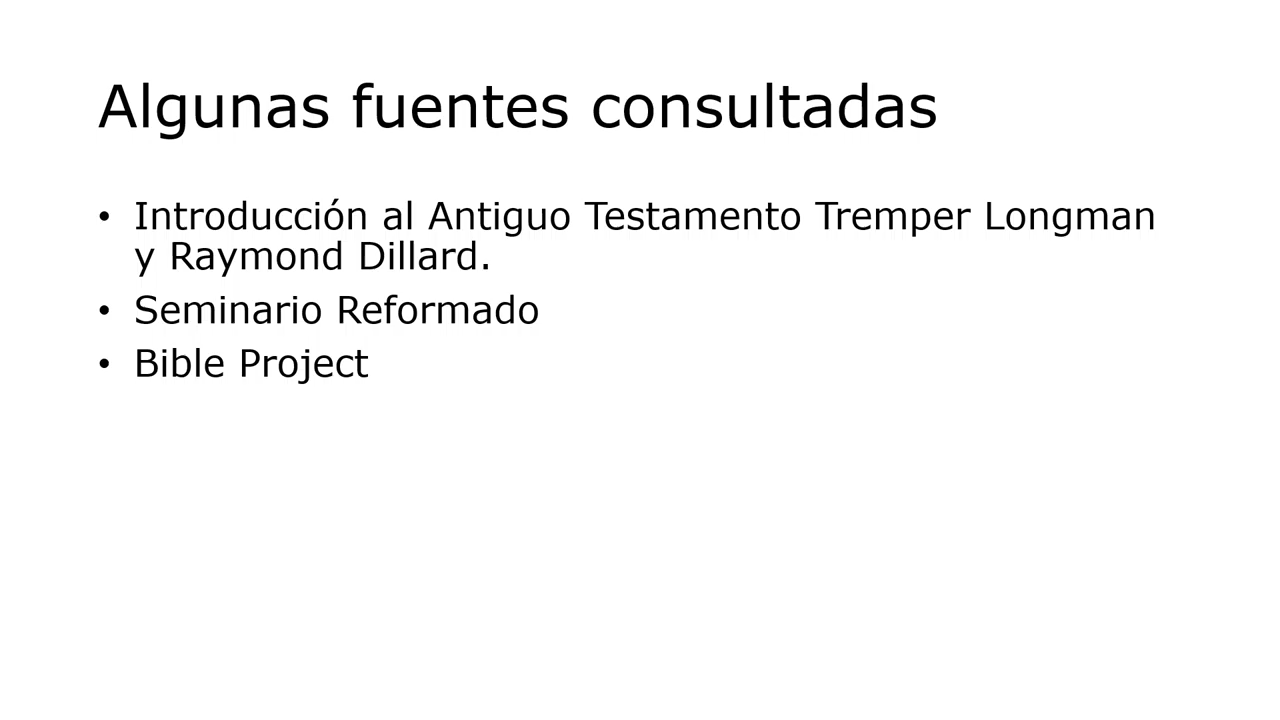 Algunas fuentes consultadas
• Introducción al Antiguo Testamento Tremper Longman
y Raymond Dillard.
• Seminario Reformado
• Bible Project